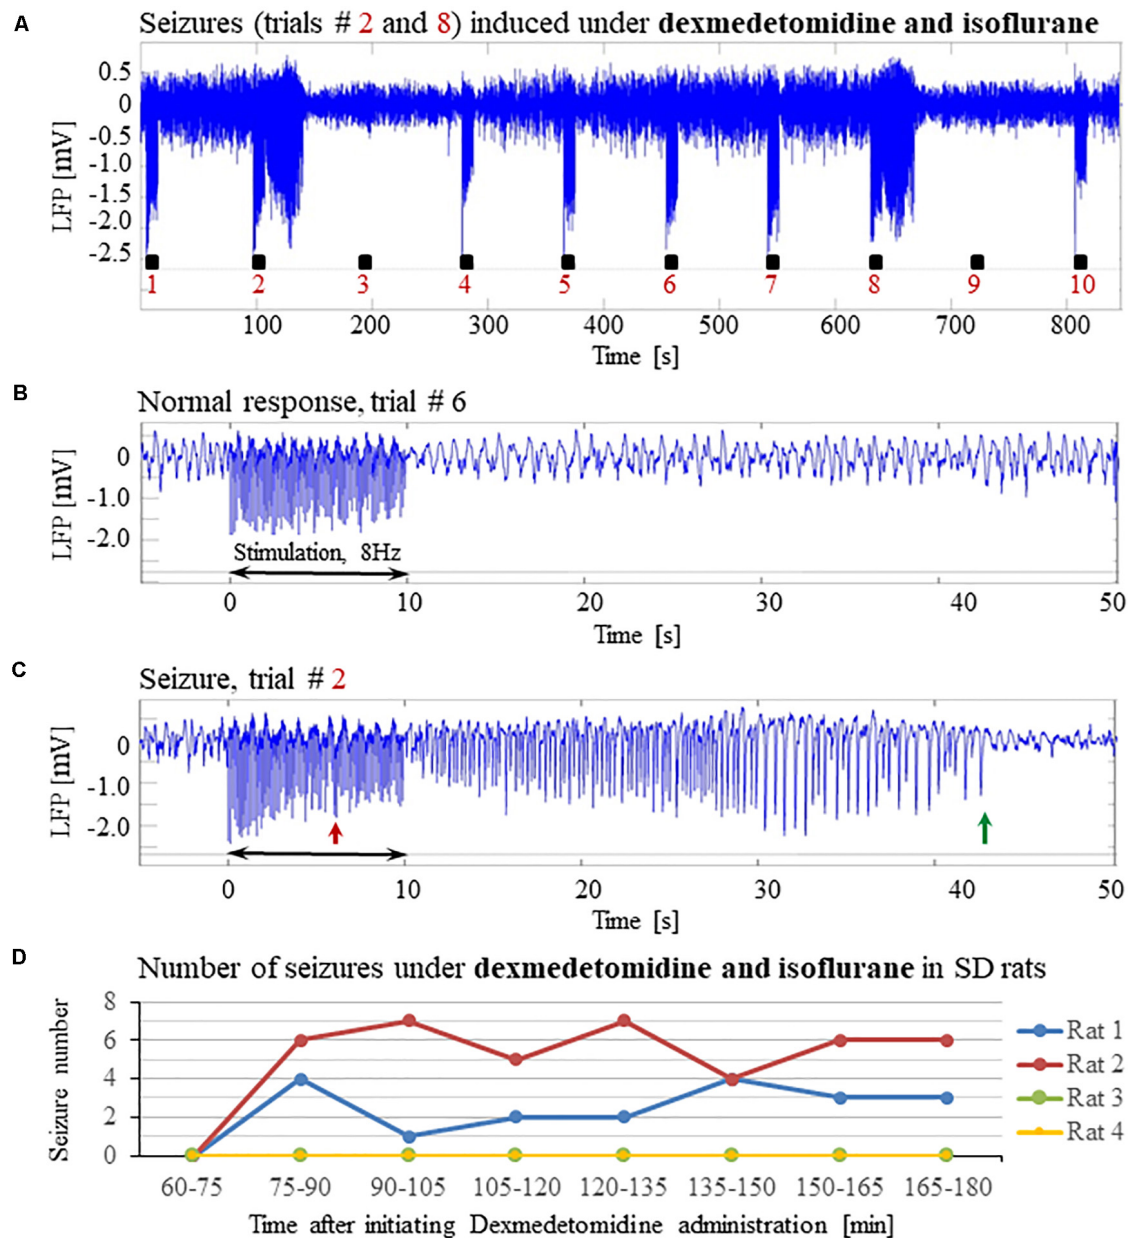 A
Seizures (trials # 2 and 8) induced under dexmedetomidine and isoflurane
LFP [mV]
0.5
0
-0.5
-1.0
-1.5
-2.0
-2.5
1 2 3 4 5 6 7 8 9 10
100 200 300 400 500 600 700 800
Time [s]
B
Normal response, trial # 6
LFP [mV]
0
-1.0
-2.0
Stimulation, 8Hz
0 10 20 30 40 50
Time [s]
C
Seizure, trial # 2
LFP [mV]
0
-1.0
-2.0
0 10 20 30 40 50
Time [s]
D
Number of seizures under dexmedetomidine and isoflurane in SD rats
Seizure number
8
6
4
2
0
Rat 1
Rat 2
Rat 3
Rat 4
60-75 75-90 90-105 105-120 120-135 135-150 150-165 165-180
Time after initiating Dexmedetomidine administration [min]